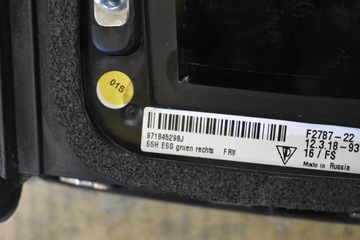 01S
971845298J
SSH ESG gruen rechts FRV
F2787-22
12.3.18-93
16/FS
Made in Russia